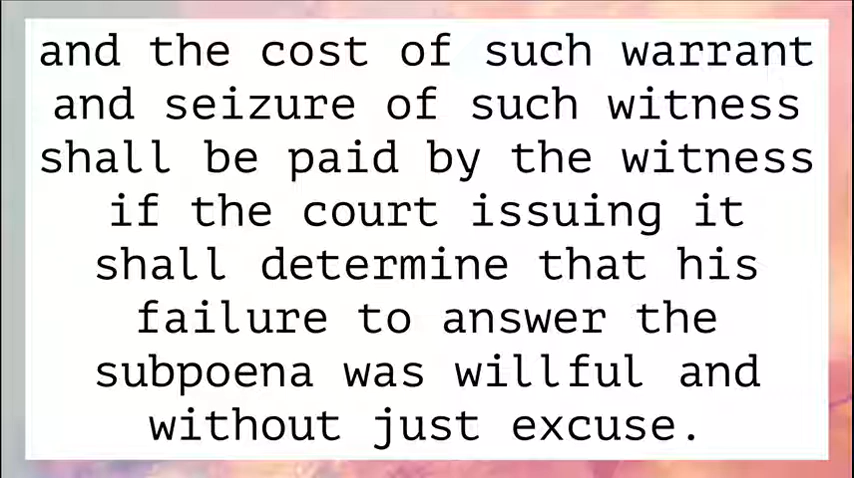 and the cost of such warrant
and seizure of such witness
shall be paid by the witness
if the court issuing it
shall determine that his
failure to answer the
subpoena was willful and
without just excuse.